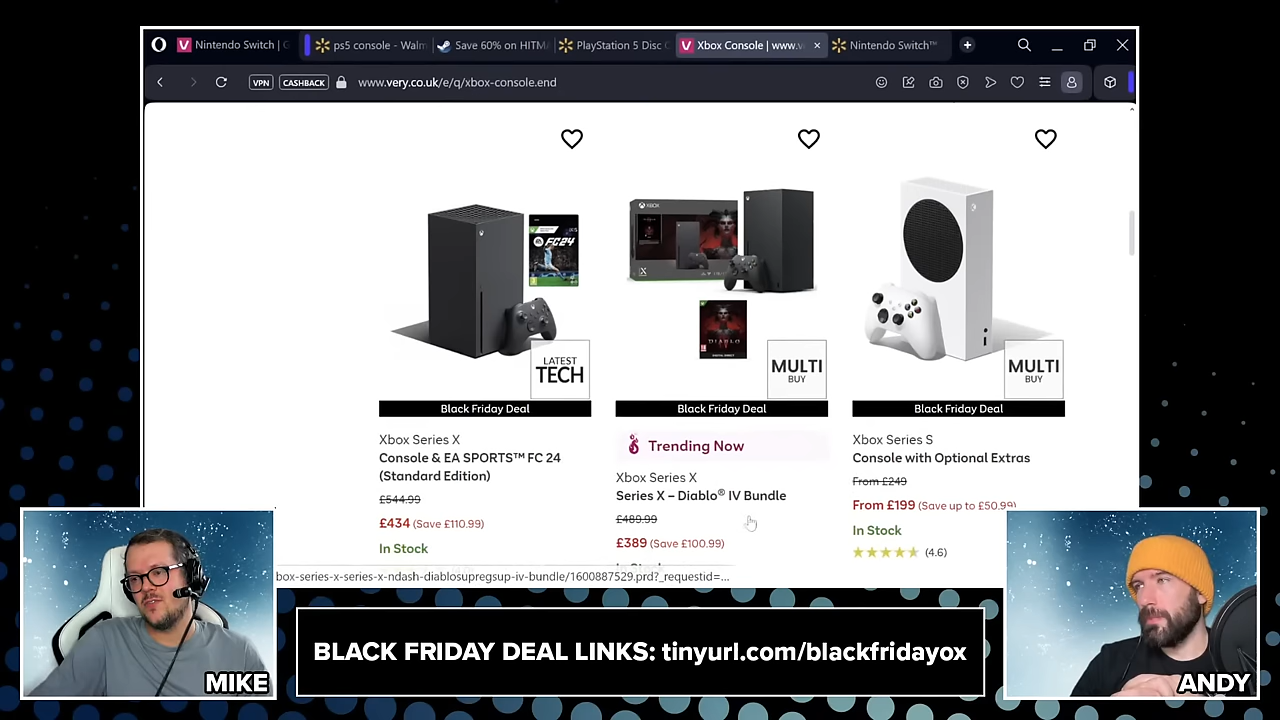 Nintendo Switch | G
ps5 console - Walm
Save 60% on HITMA
PlayStation 5 Disc C
Xbox Console | www.v
Nintendo Switch™
VPN
CASHBACK
www.very.co.uk/e/q/xbox-console.end
XBOX
FC24
DIABLO
LATEST
TECH
MULTI
BUY
MULTI
BUY
Black Friday Deal
Black Friday Deal
Black Friday Deal
Xbox Series X
Console & EA SPORTS™ FC 24
(Standard Edition)
£544.99
£434 (Save £110.99)
In Stock
Trending Now
Xbox Series X
Series X – Diablo® IV Bundle
£489.99
£389 (Save £100.99)
Xbox Series S
Console with Optional Extras
From £249
From £199 (Save up to £50.99)
In Stock
(4.6)
box-series-x-series-x-ndash-diablosupregsup-iv-bundle/1600887529.prd?_requestid=...
BLACK FRIDAY DEAL LINKS: tinyurl.com/blackfridayox
MIKE
ANDY